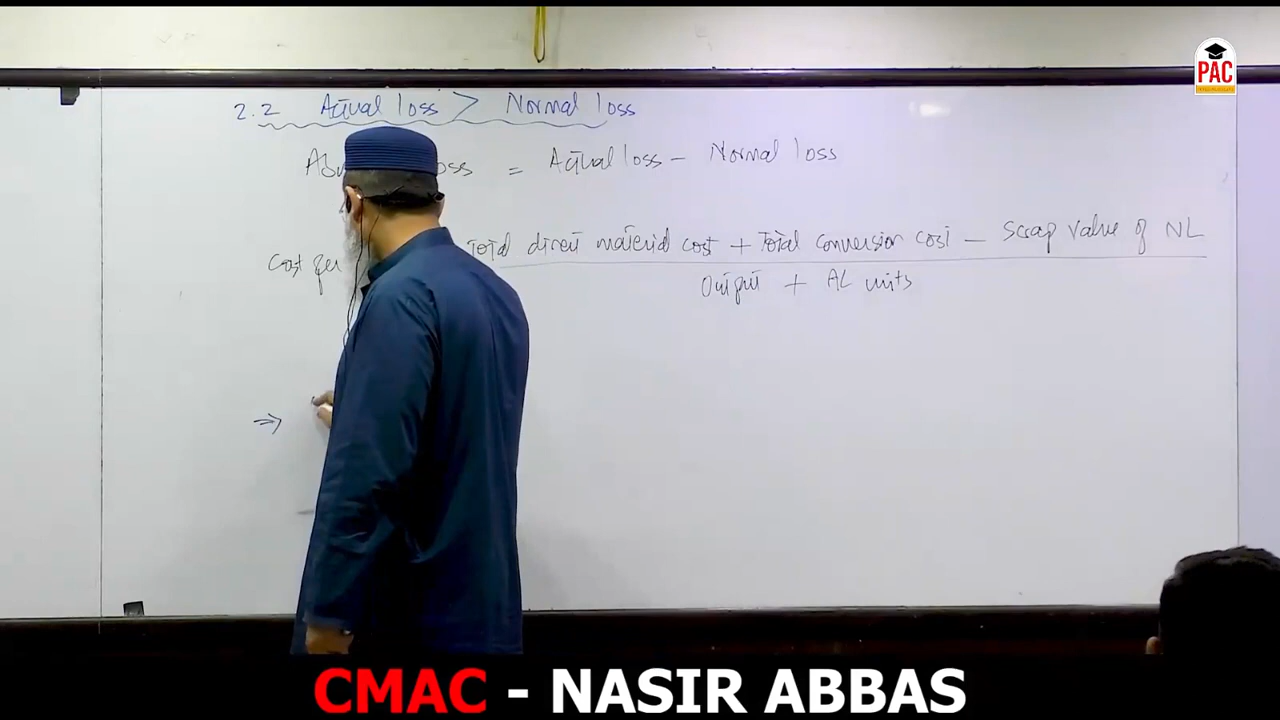 PAC
2.2 Actual loss > Normal loss
= Actual loss - Normal loss
Cost per Total direct material cost + Total conversion cost - Scrap value of NL
Output + AL units
⇒
CMAC - NASIR ABBAS